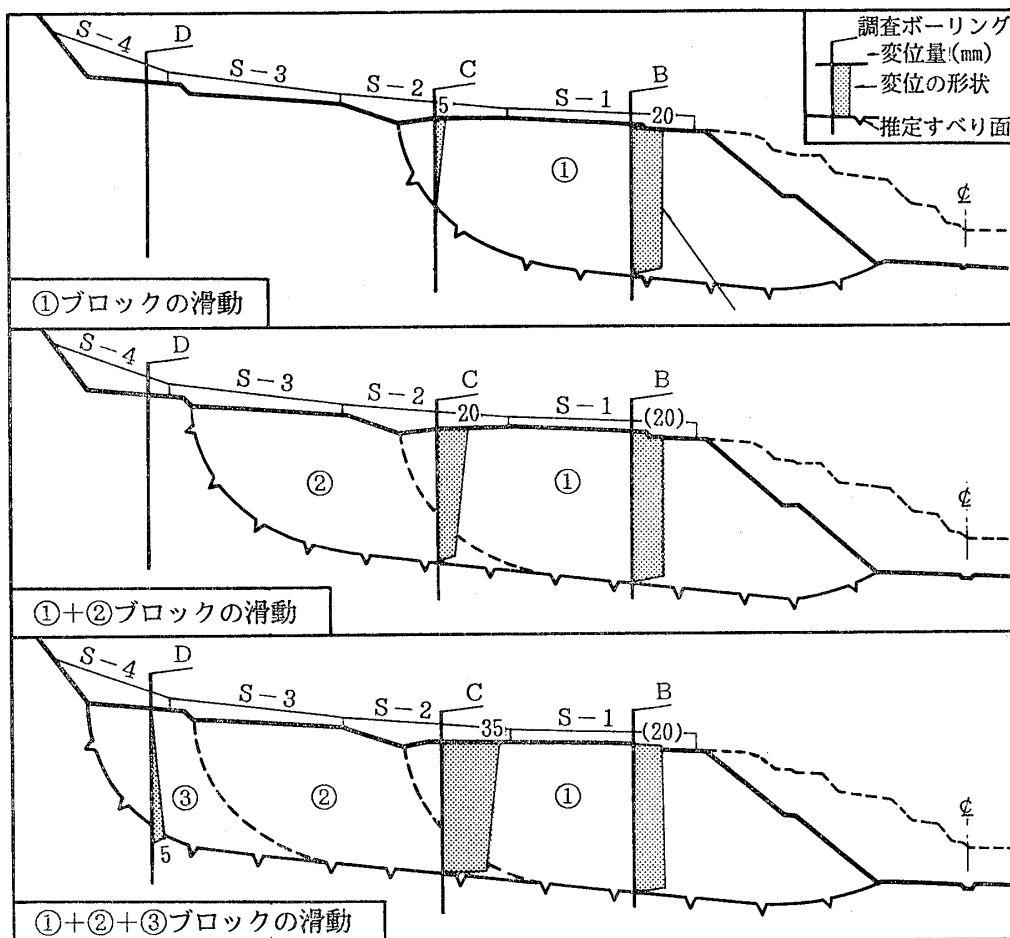 調査ボーリング
変位量(mm)
変位の形状
推定すべり面
S-4
D
S-3
S-2
C
5
S-1
B
20
①
℄
①ブロックの滑動
S-4
D
S-3
S-2
C
20
S-1
B
(20)
②
①
℄
①+②ブロックの滑動
S-4
D
S-3
S-2
C
35
S-1
B
(20)
③
②
①
5
℄
①+②+③ブロックの滑動